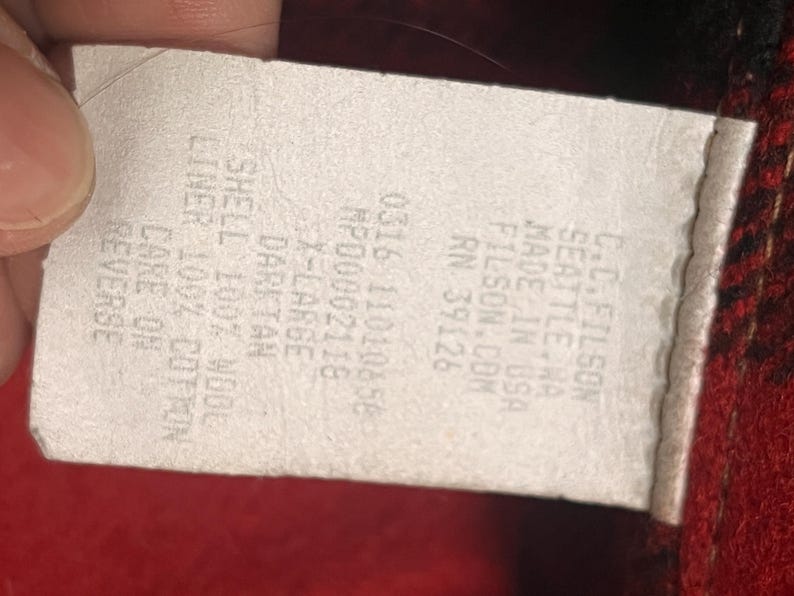 C.C.FILSON
SEATTLE,WA
MADE IN USA
FILSON.COM
RN 39126
0316 11010656
MP00002118
X-LARGE
DARKTAN
SHELL 100% WOOL
LINER 100% COTTON
CARE ON
REVERSE